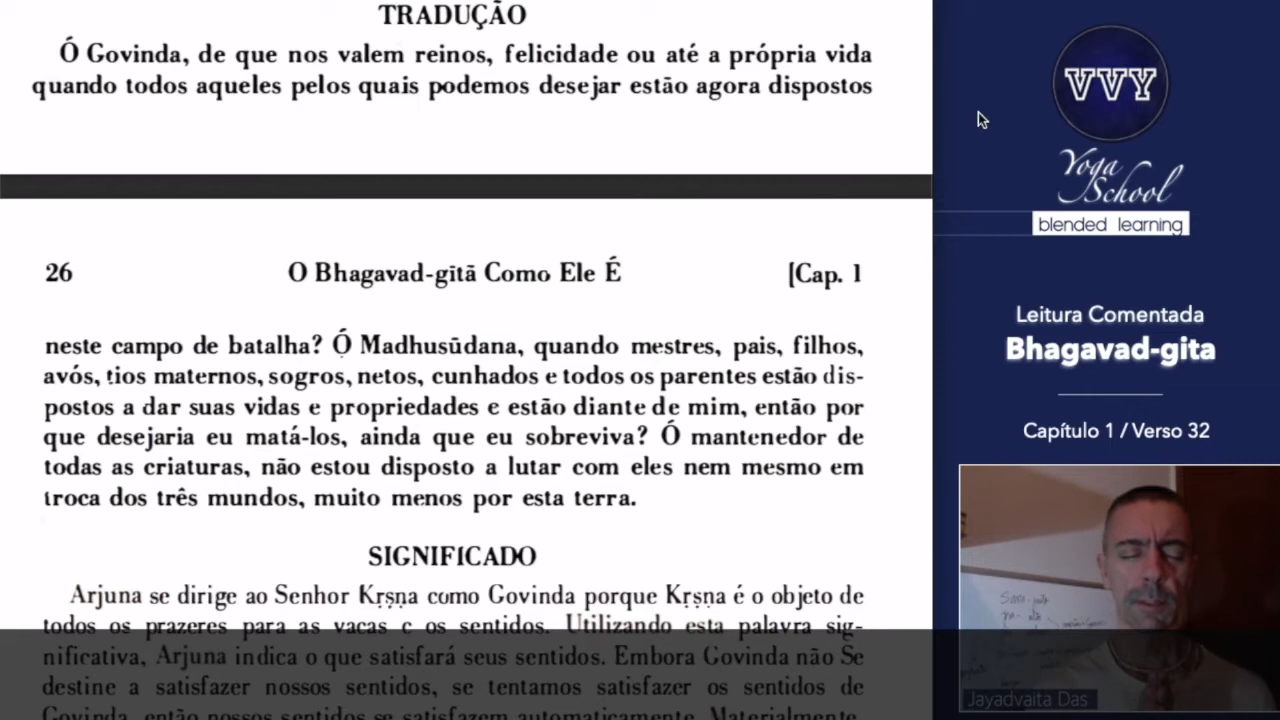 TRADUÇÃO
Ó Govinda, de que nos valem reinos, felicidade ou até a própria vida
quando todos aqueles pelos quais podemos desejar estão agora dispostos
26 O Bhagavad-gītā Como Ele É [Cap. 1
neste campo de batalha? Ó Madhusūdana, quando mestres, pais, filhos,
avós, tios maternos, sogros, netos, cunhados e todos os parentes estão dis-
postos a dar suas vidas e propriedades e estão diante de mim, então por
que desejaria eu matá-los, ainda que eu sobreviva? Ó mantenedor de
todas as criaturas, não estou disposto a lutar com eles nem mesmo em
troca dos três mundos, muito menos por esta terra.
SIGNIFICADO
Arjuna se dirige ao Senhor Kṛṣṇa como Govinda porque Kṛṣṇa é o objeto de
todos os prazeres para as vacas e os sentidos. Utilizando esta palavra sig-
nificativa, Arjuna indica o que satisfará seus sentidos. Embora Govinda não Se
destine a satisfazer nossos sentidos, se tentamos satisfazer os sentidos de
Govinda, então nossos sentidos se satisfazem automaticamente. Materialmente,
VVY
Yoga
School
blended learning
Leitura Comentada
Bhagavad-gita
Capítulo 1 / Verso 32
Jayadvaita Das